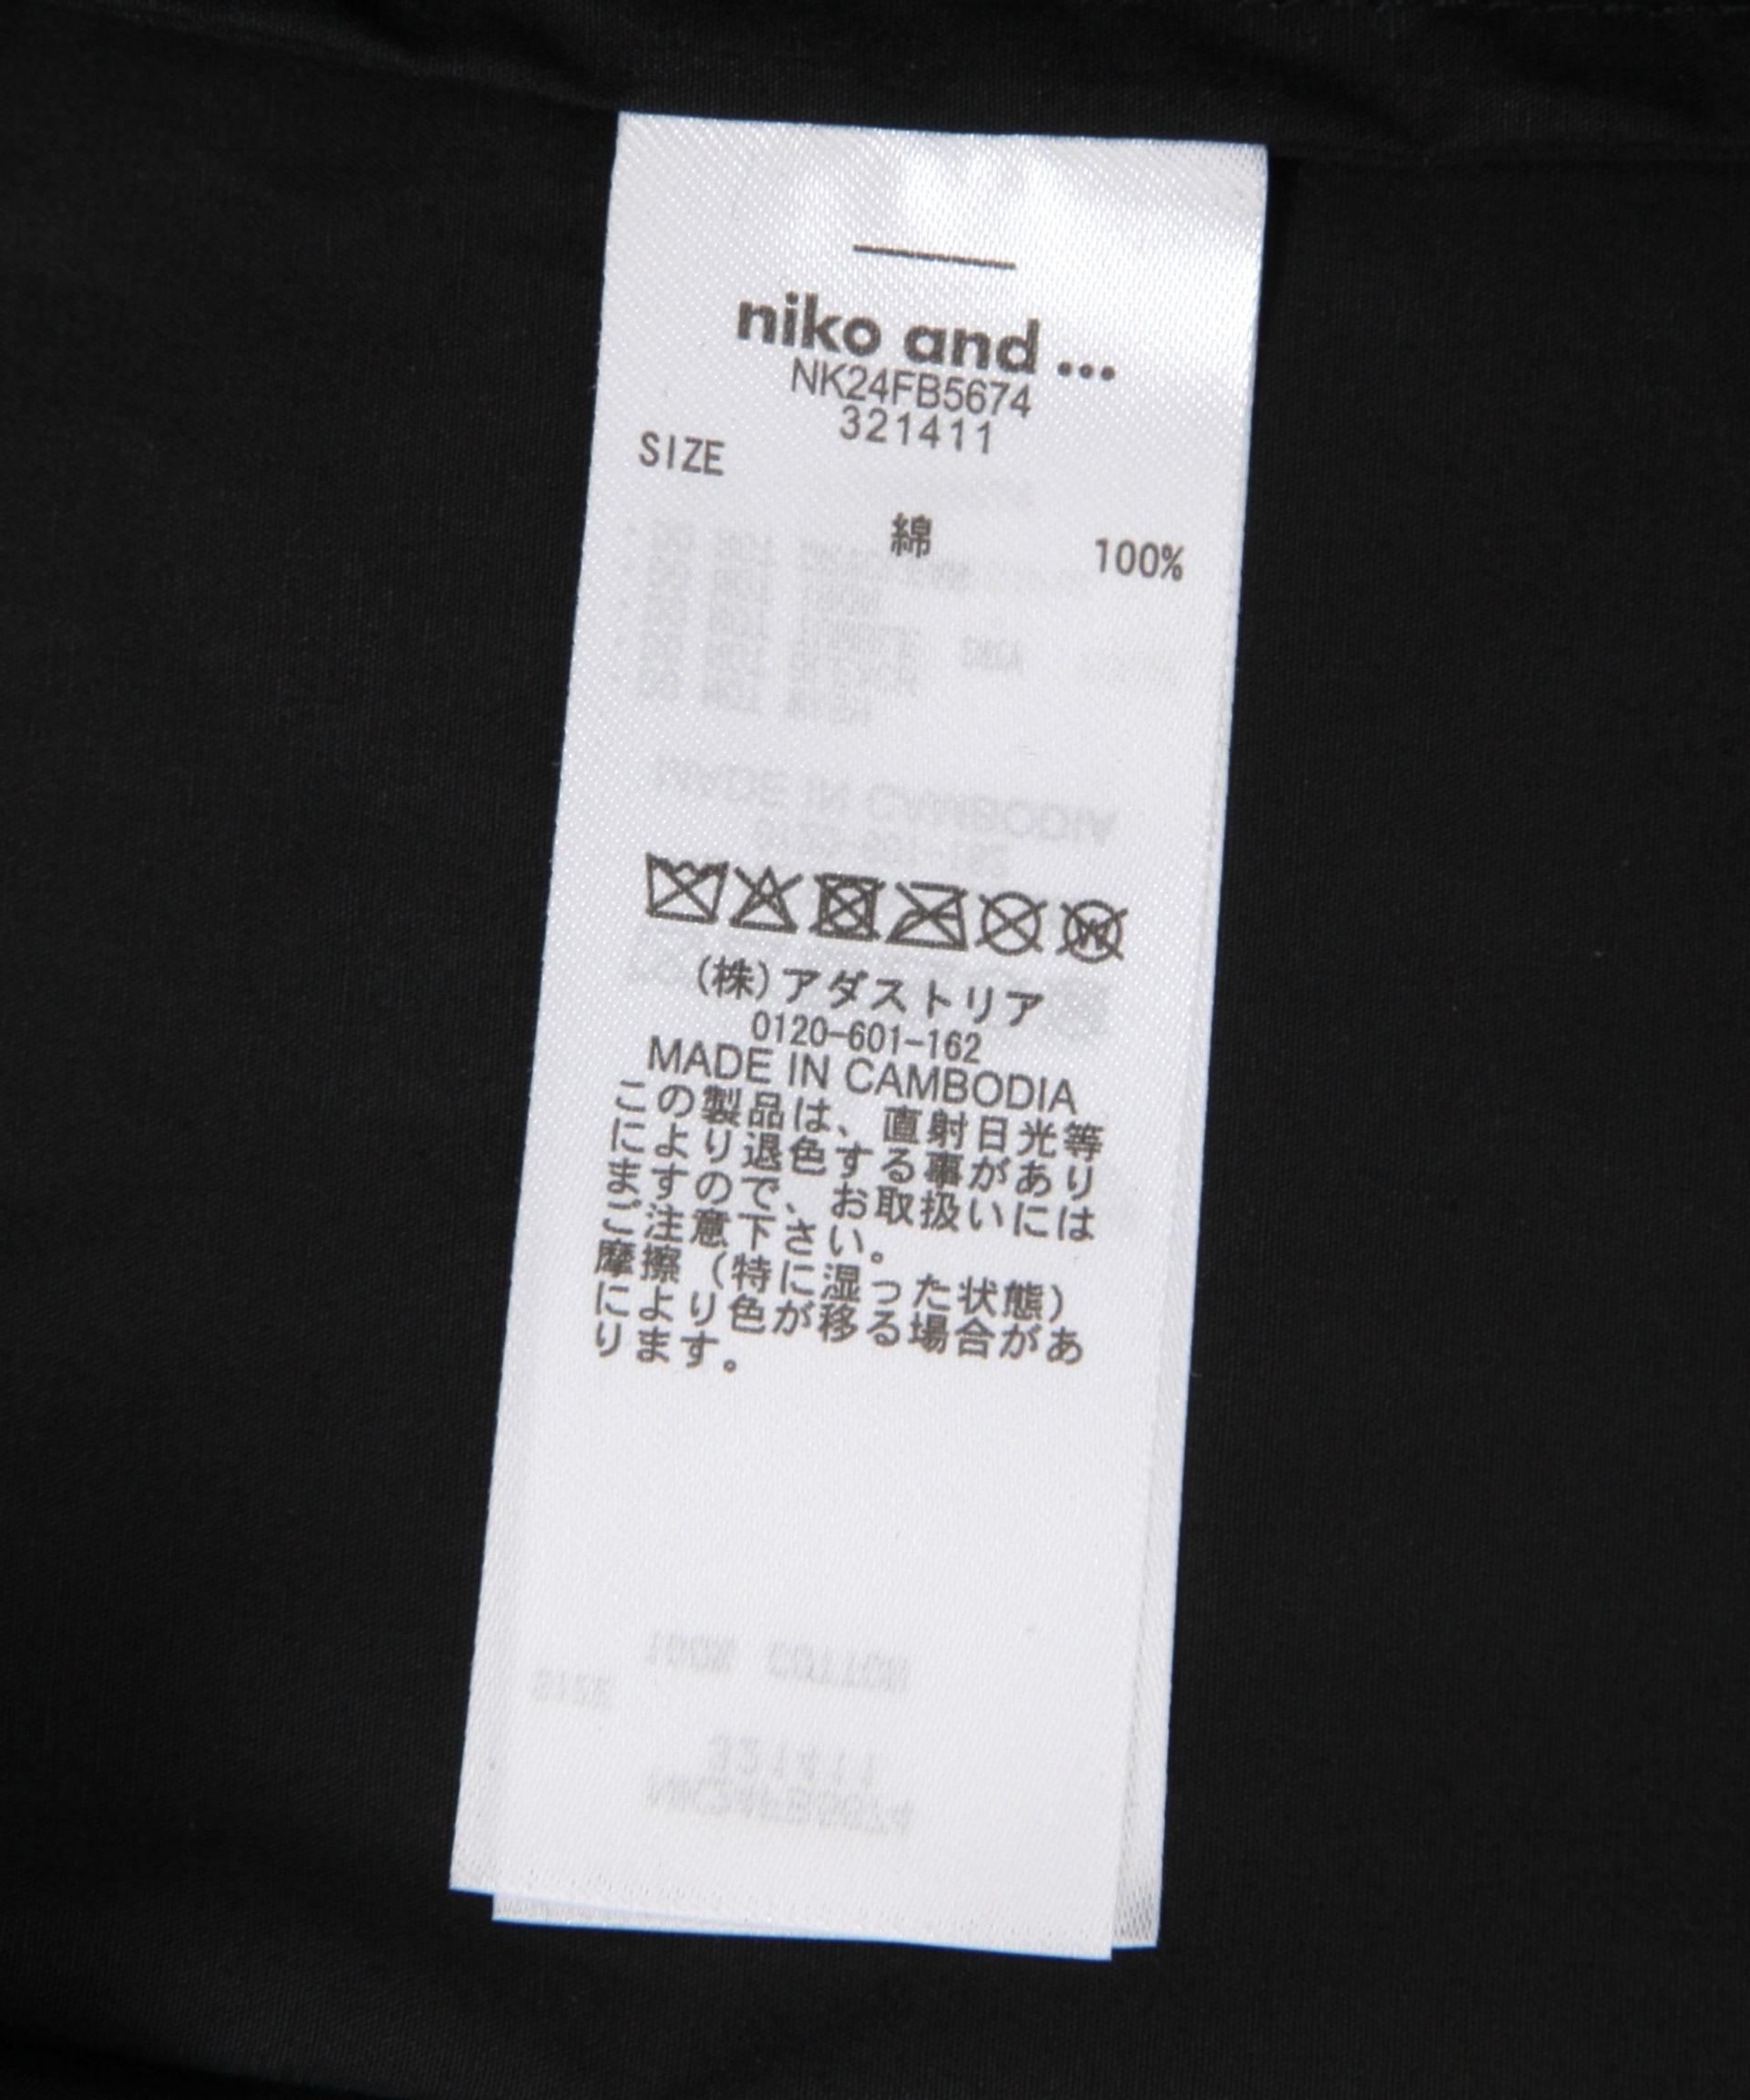 niko and ...
NK24FB5674
321411
SIZE
綿 100%
(株)アダストリア
0120-601-162
MADE IN CAMBODIA
この製品は、直射日光等
により退色する事があり
ますので、お取扱いには
ご注意下さい。
摩擦（特に湿った状態）
により色が移る場合があ
ります。